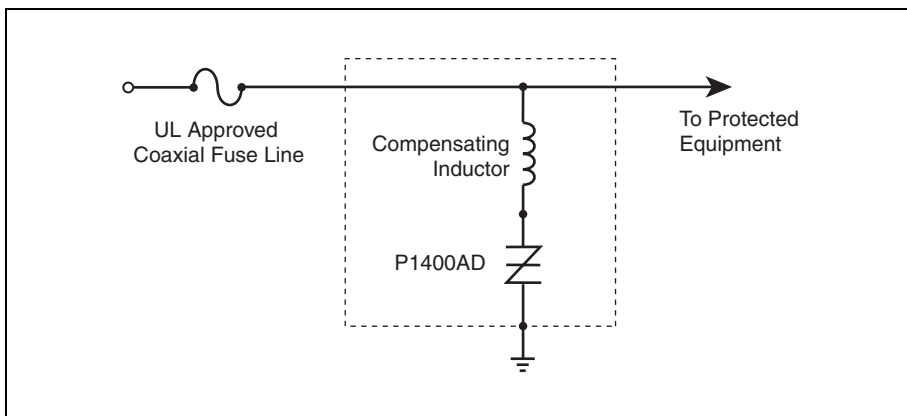 UL Approved
Coaxial Fuse Line
Compensating
Inductor
To Protected
Equipment
P1400AD